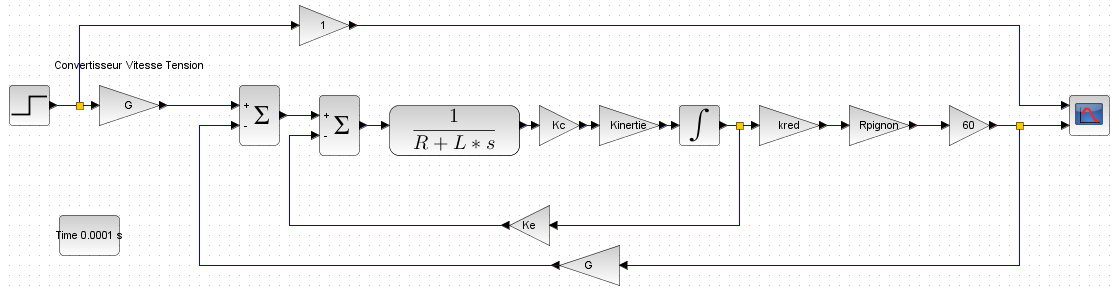 1
Convertisseur Vitesse Tension
G
+
-
Σ
+
-
Σ
1
R + L ∗ s
Kc
Kinertie
∫
kred
Rpignon
60
Ke
Time 0.0001 s
G